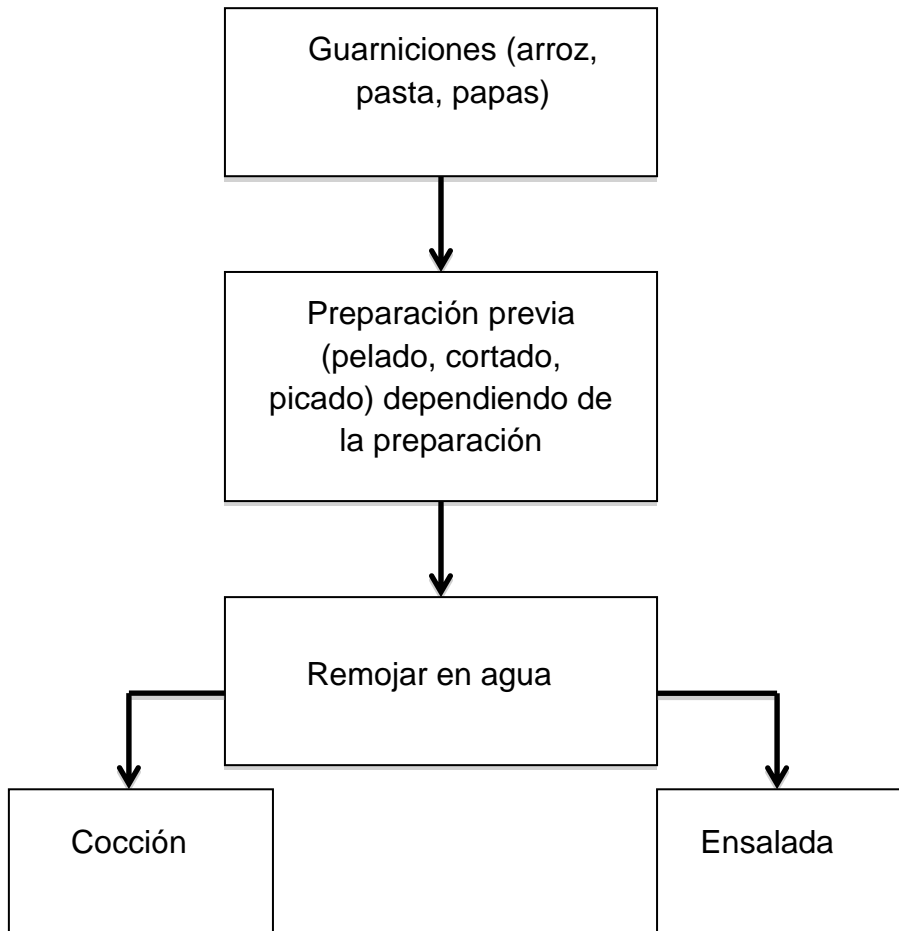 Guarniciones (arroz,
pasta, papas)
Preparación previa
(pelado, cortado,
picado) dependiendo de
la preparación
Remojar en agua
Cocción
Ensalada